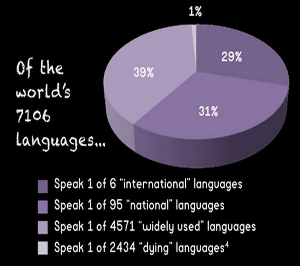 1%
29%
39%
31%
Of the
world's
7106
languages...
Speak 1 of 6 "international" languages
Speak 1 of 95 "national" languages
Speak 1 of 4571 "widely used" languages
Speak 1 of 2434 "dying" languages⁴